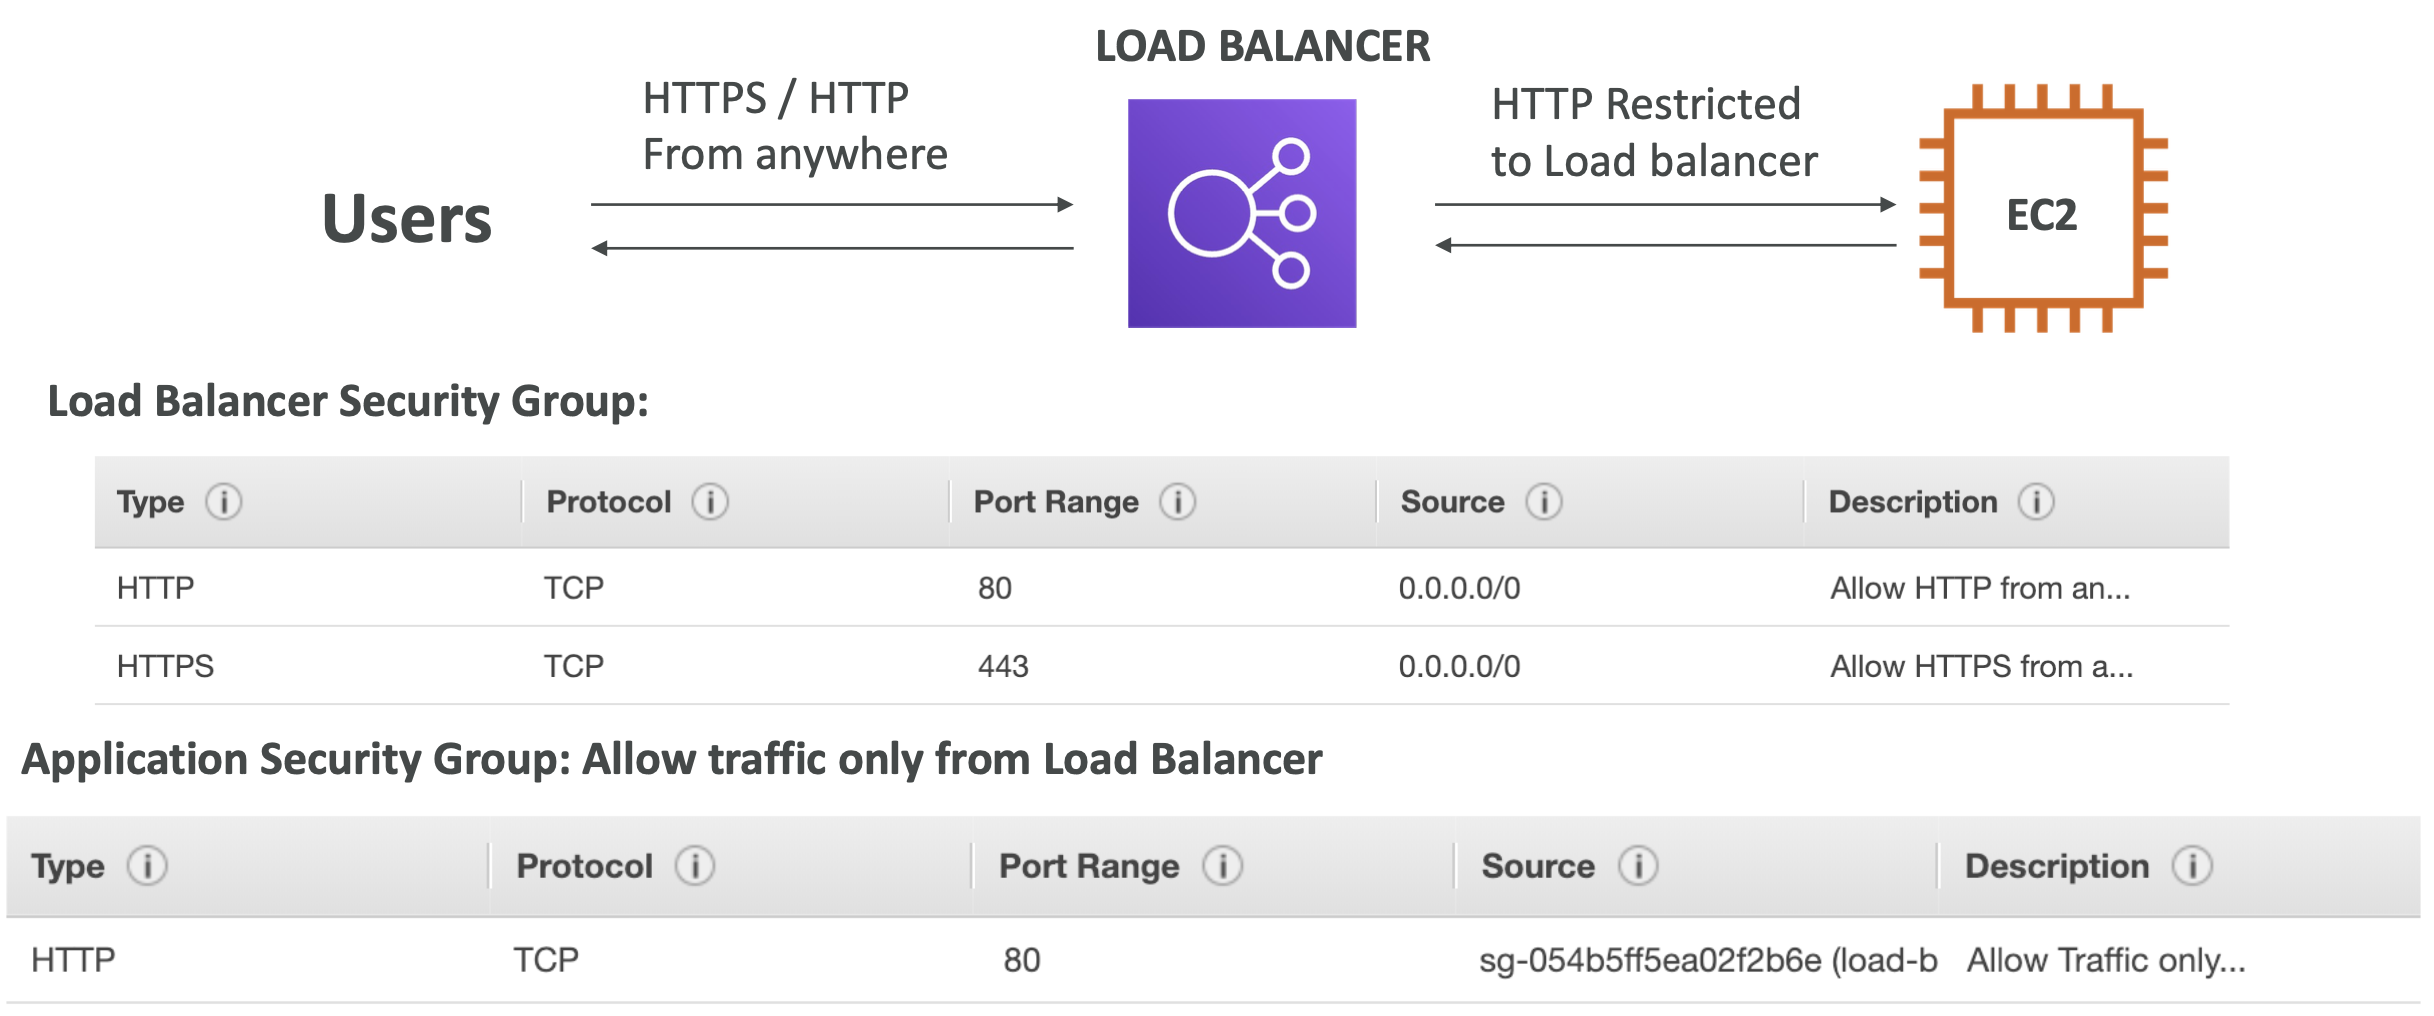 LOAD BALANCER
HTTPS / HTTP
From anywhere
HTTP Restricted
to Load balancer
Users
EC2
Load Balancer Security Group:
Type Protocol Port Range Source Description
HTTP TCP 80 0.0.0.0/0 Allow HTTP from an...
HTTPS TCP 443 0.0.0.0/0 Allow HTTPS from a...
Application Security Group: Allow traffic only from Load Balancer
Type Protocol Port Range Source Description
HTTP TCP 80 sg-054b5ff5ea02f2b6e (load-b Allow Traffic only...